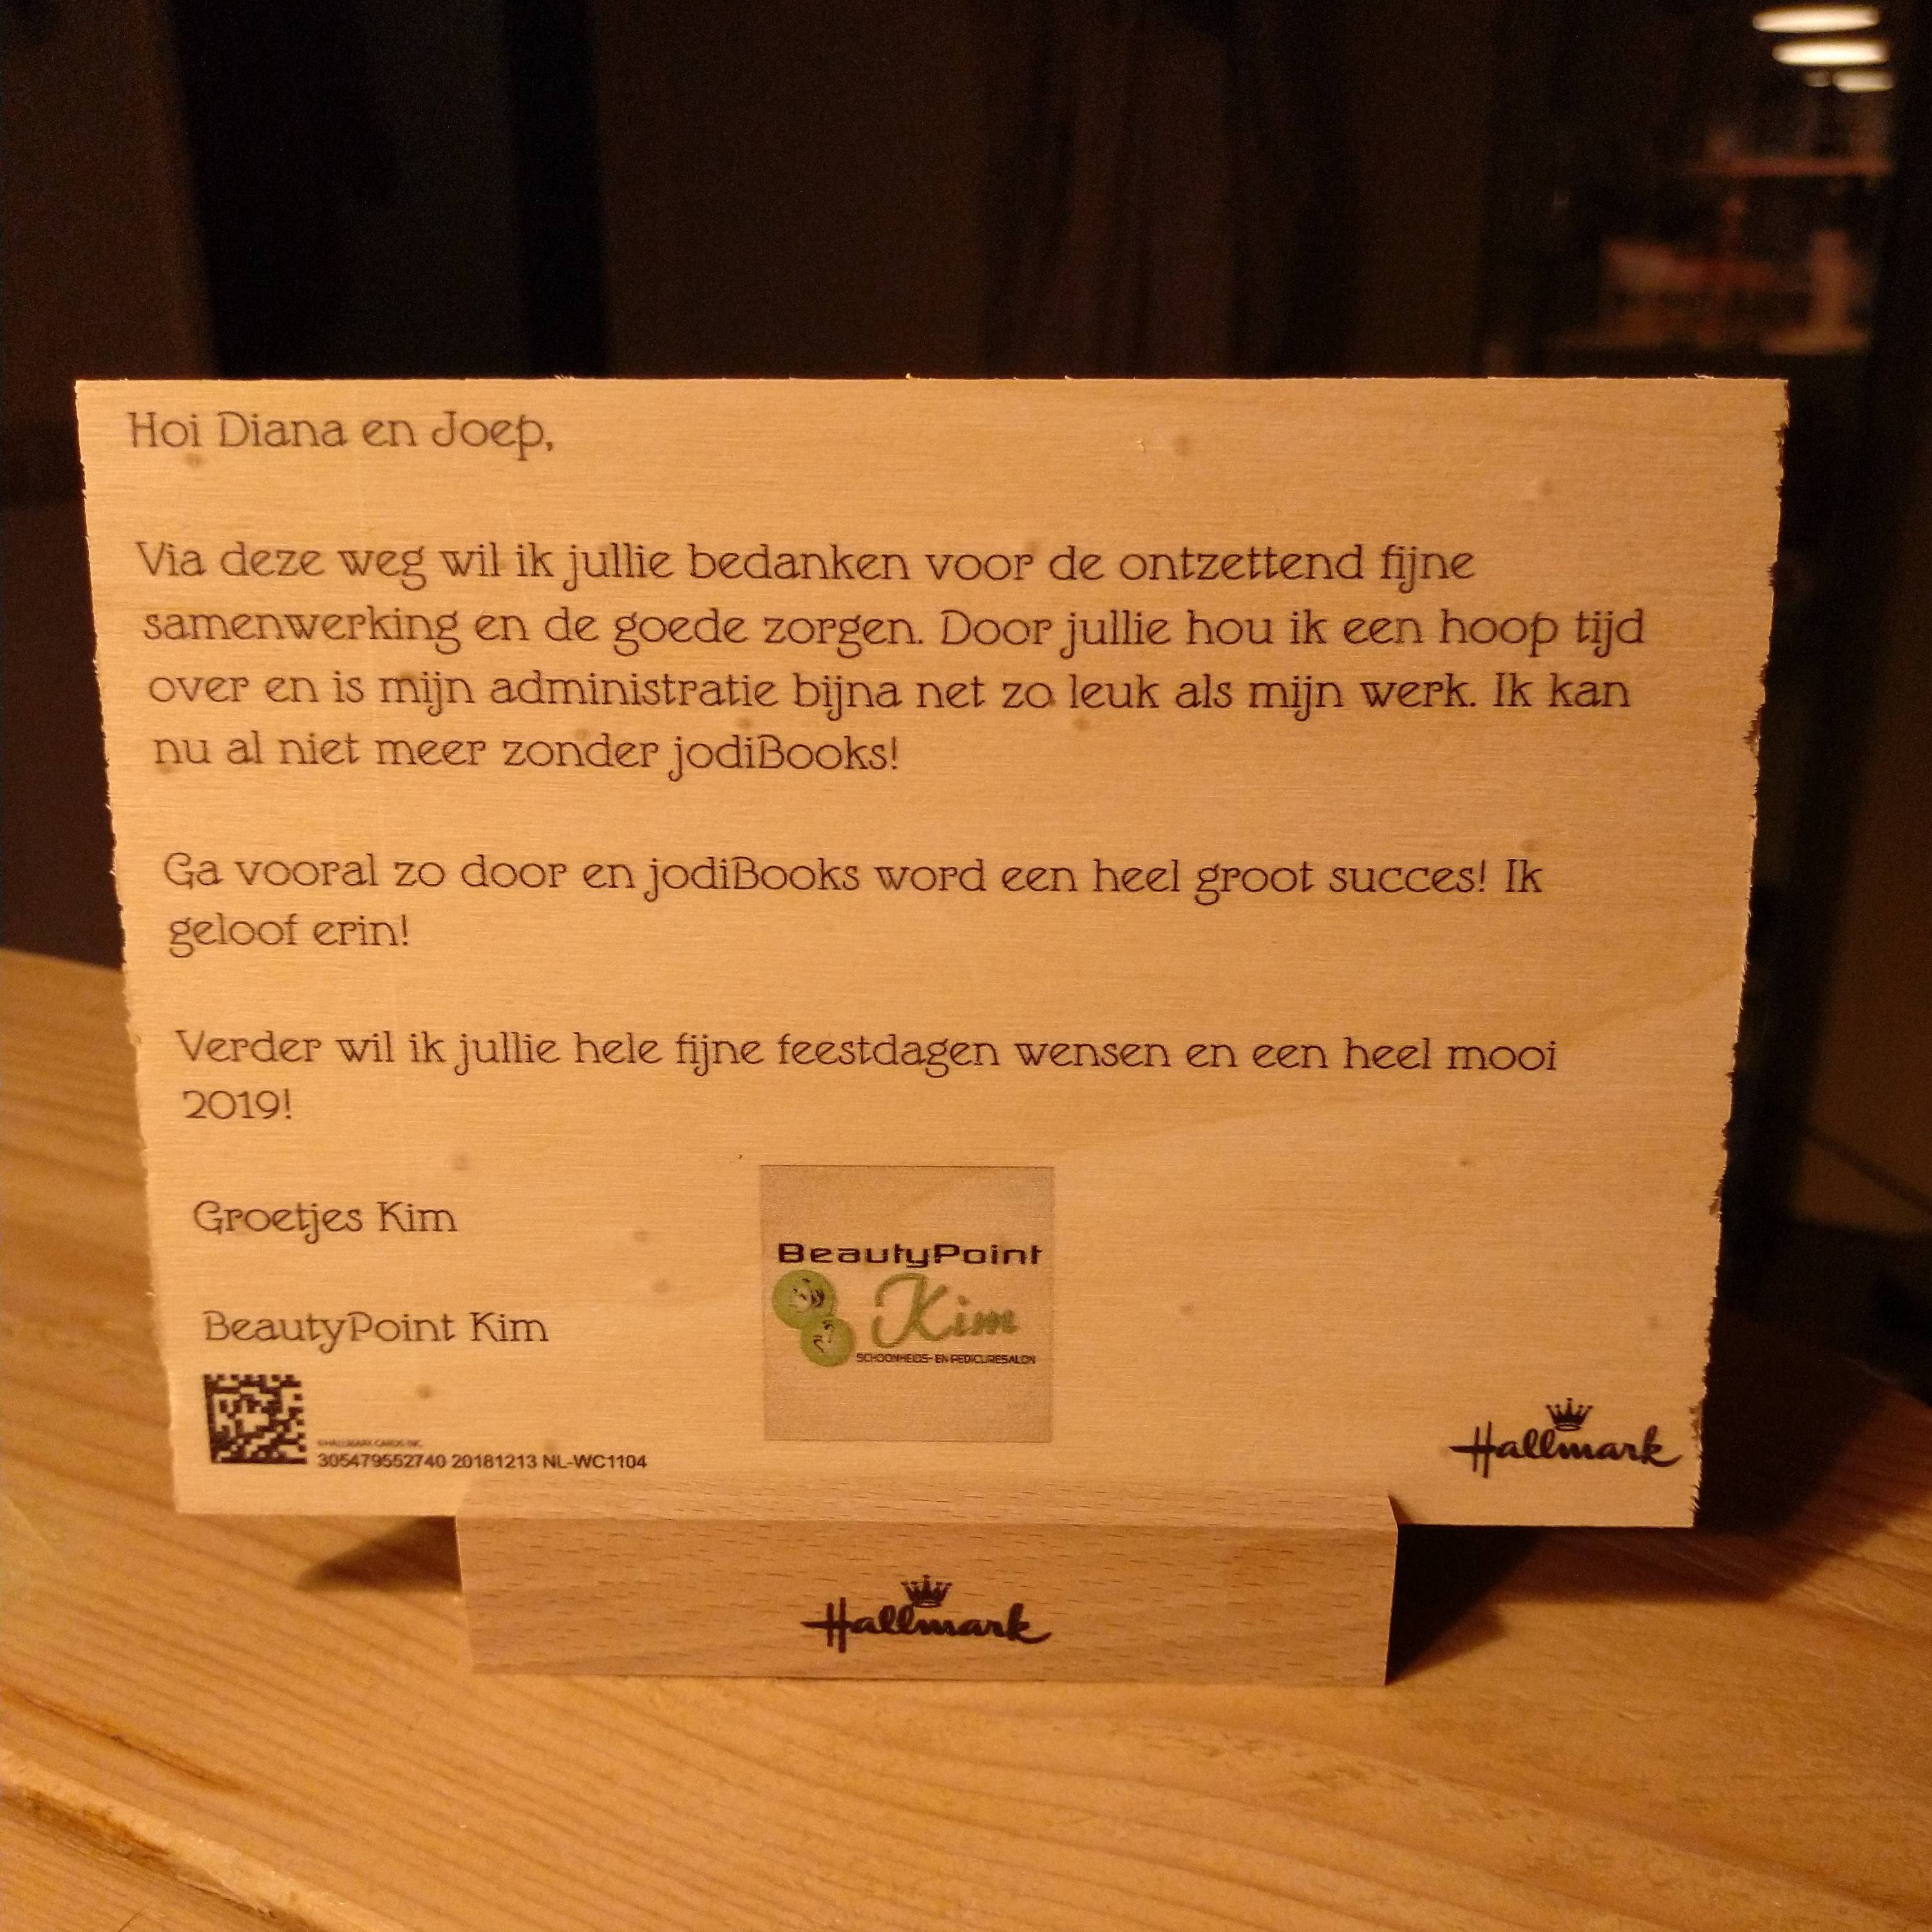 Hoi Diana en Joep,
Via deze weg wil ik jullie bedanken voor de ontzettend fijne
samenwerking en de goede zorgen. Door jullie hou ik een hoop tijd
over en is mijn administratie bijna net zo leuk als mijn werk. Ik kan
nu al niet meer zonder jodiBooks!
Ga vooral zo door en jodiBooks word een heel groot succes! Ik
geloof erin!
Verder wil ik jullie hele fijne feestdagen wensen en een heel mooi
2019!
Groetjes Kim
BeautyPoint Kim
BeautyPoint
Kim
SCHOONHEIDS- EN PEDICURESALON
©HALLMARK CARDS INC.
305479552740 20181213 NL-WC1104
Hallmark
Hallmark